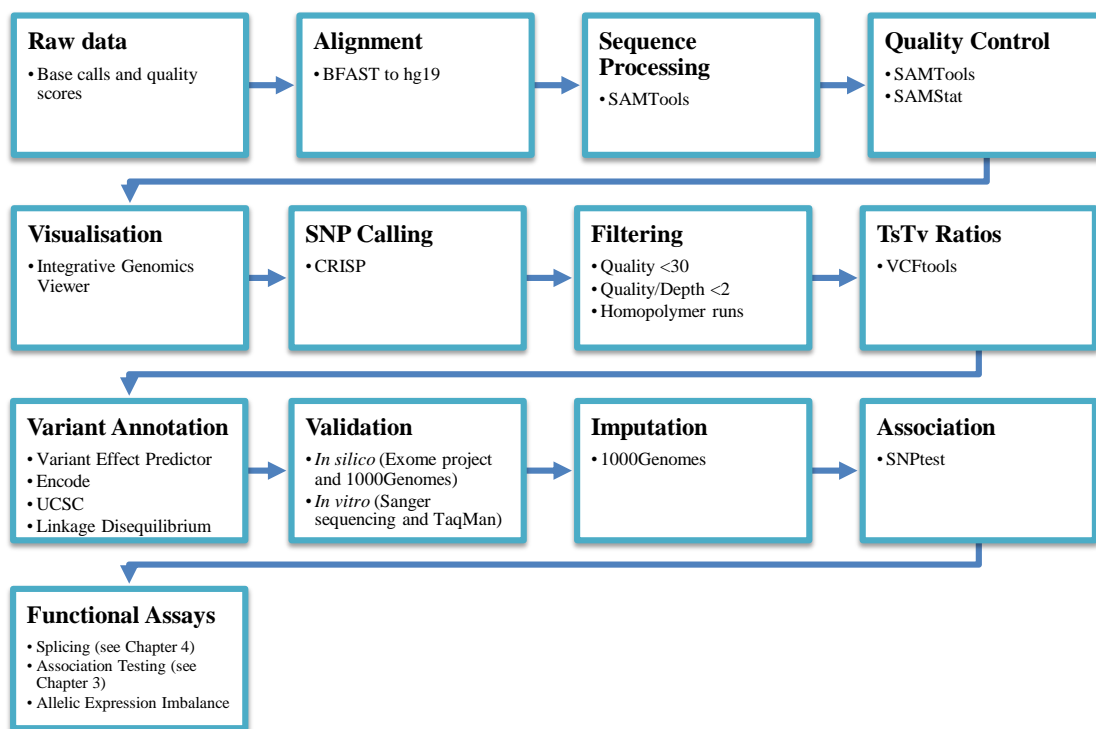 Raw data
• Base calls and quality
scores
Alignment
• BFAST to hg19
Sequence
Processing
• SAMTools
Quality Control
• SAMTools
• SAMStat
Visualisation
• Integrative Genomics
Viewer
SNP Calling
• CRISP
Filtering
• Quality <30
• Quality/Depth <2
• Homopolymer runs
TsTv Ratios
• VCFtools
Variant Annotation
• Variant Effect Predictor
• Encode
• UCSC
• Linkage Disequilibrium
Validation
• In silico (Exome project
and 1000Genomes)
• In vitro (Sanger
sequencing and TaqMan)
Imputation
• 1000Genomes
Association
• SNPtest
Functional Assays
• Splicing (see Chapter 4)
• Association Testing (see
Chapter 3)
• Allelic Expression Imbalance